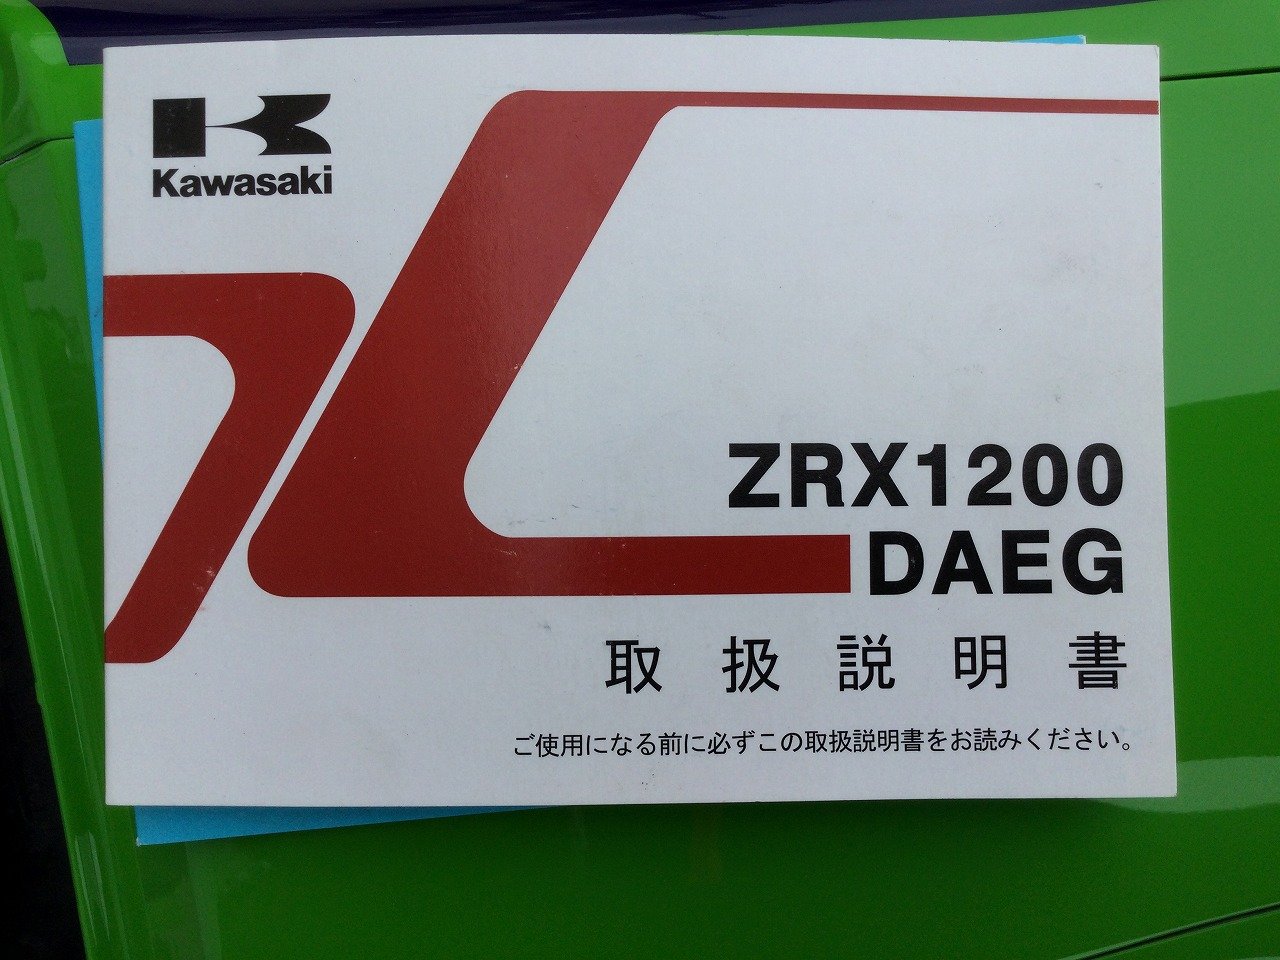 Kawasaki
ZRX1200
DAEG
取扱説明書
ご使用になる前に必ずこの取扱説明書をお読みください。